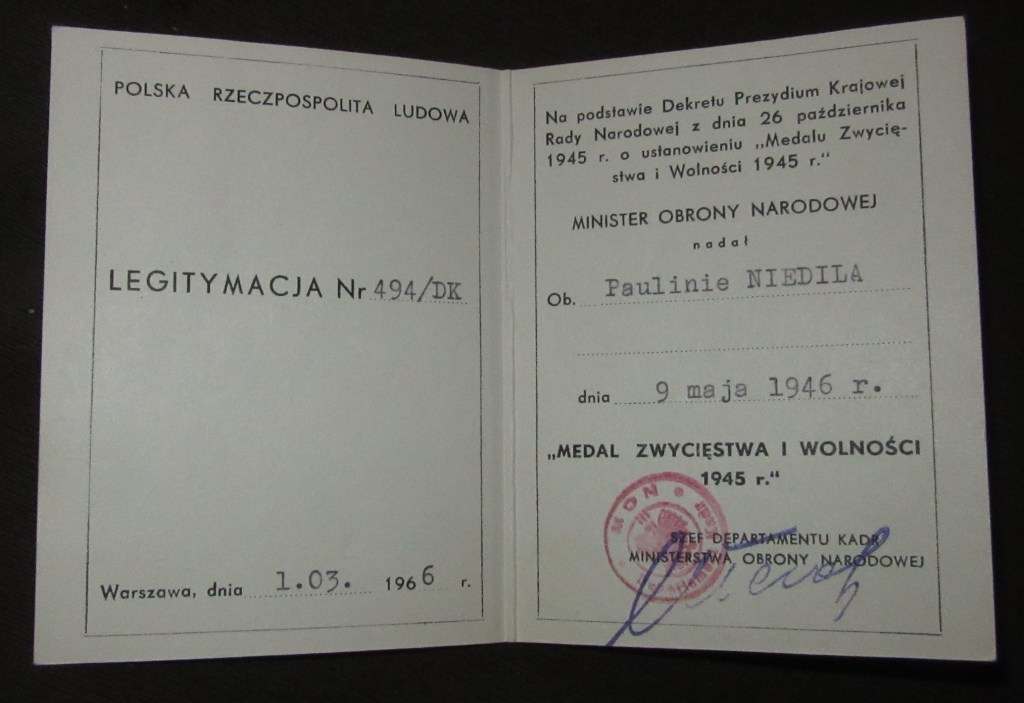 POLSKA RZECZPOSPOLITA LUDOWA
LEGITYMACJA Nr 494/DK
Warszawa, dnia 1.03. 1966 r.
Na podstawie Dekretu Prezydium Krajowej
Rady Narodowej z dnia 26 października
1945 r. o ustanowieniu „Medalu Zwycię-
stwa i Wolności 1945 r."
MINISTER OBRONY NARODOWEJ
nadał
Ob. Paulinie NIEDILA
dnia 9 maja 1946 r.
„MEDAL ZWYCIĘSTWA I WOLNOŚCI
1945 r."
SZEF DEPARTAMENTU KADR
MINISTERSTWA OBRONY NARODOWEJ
MON